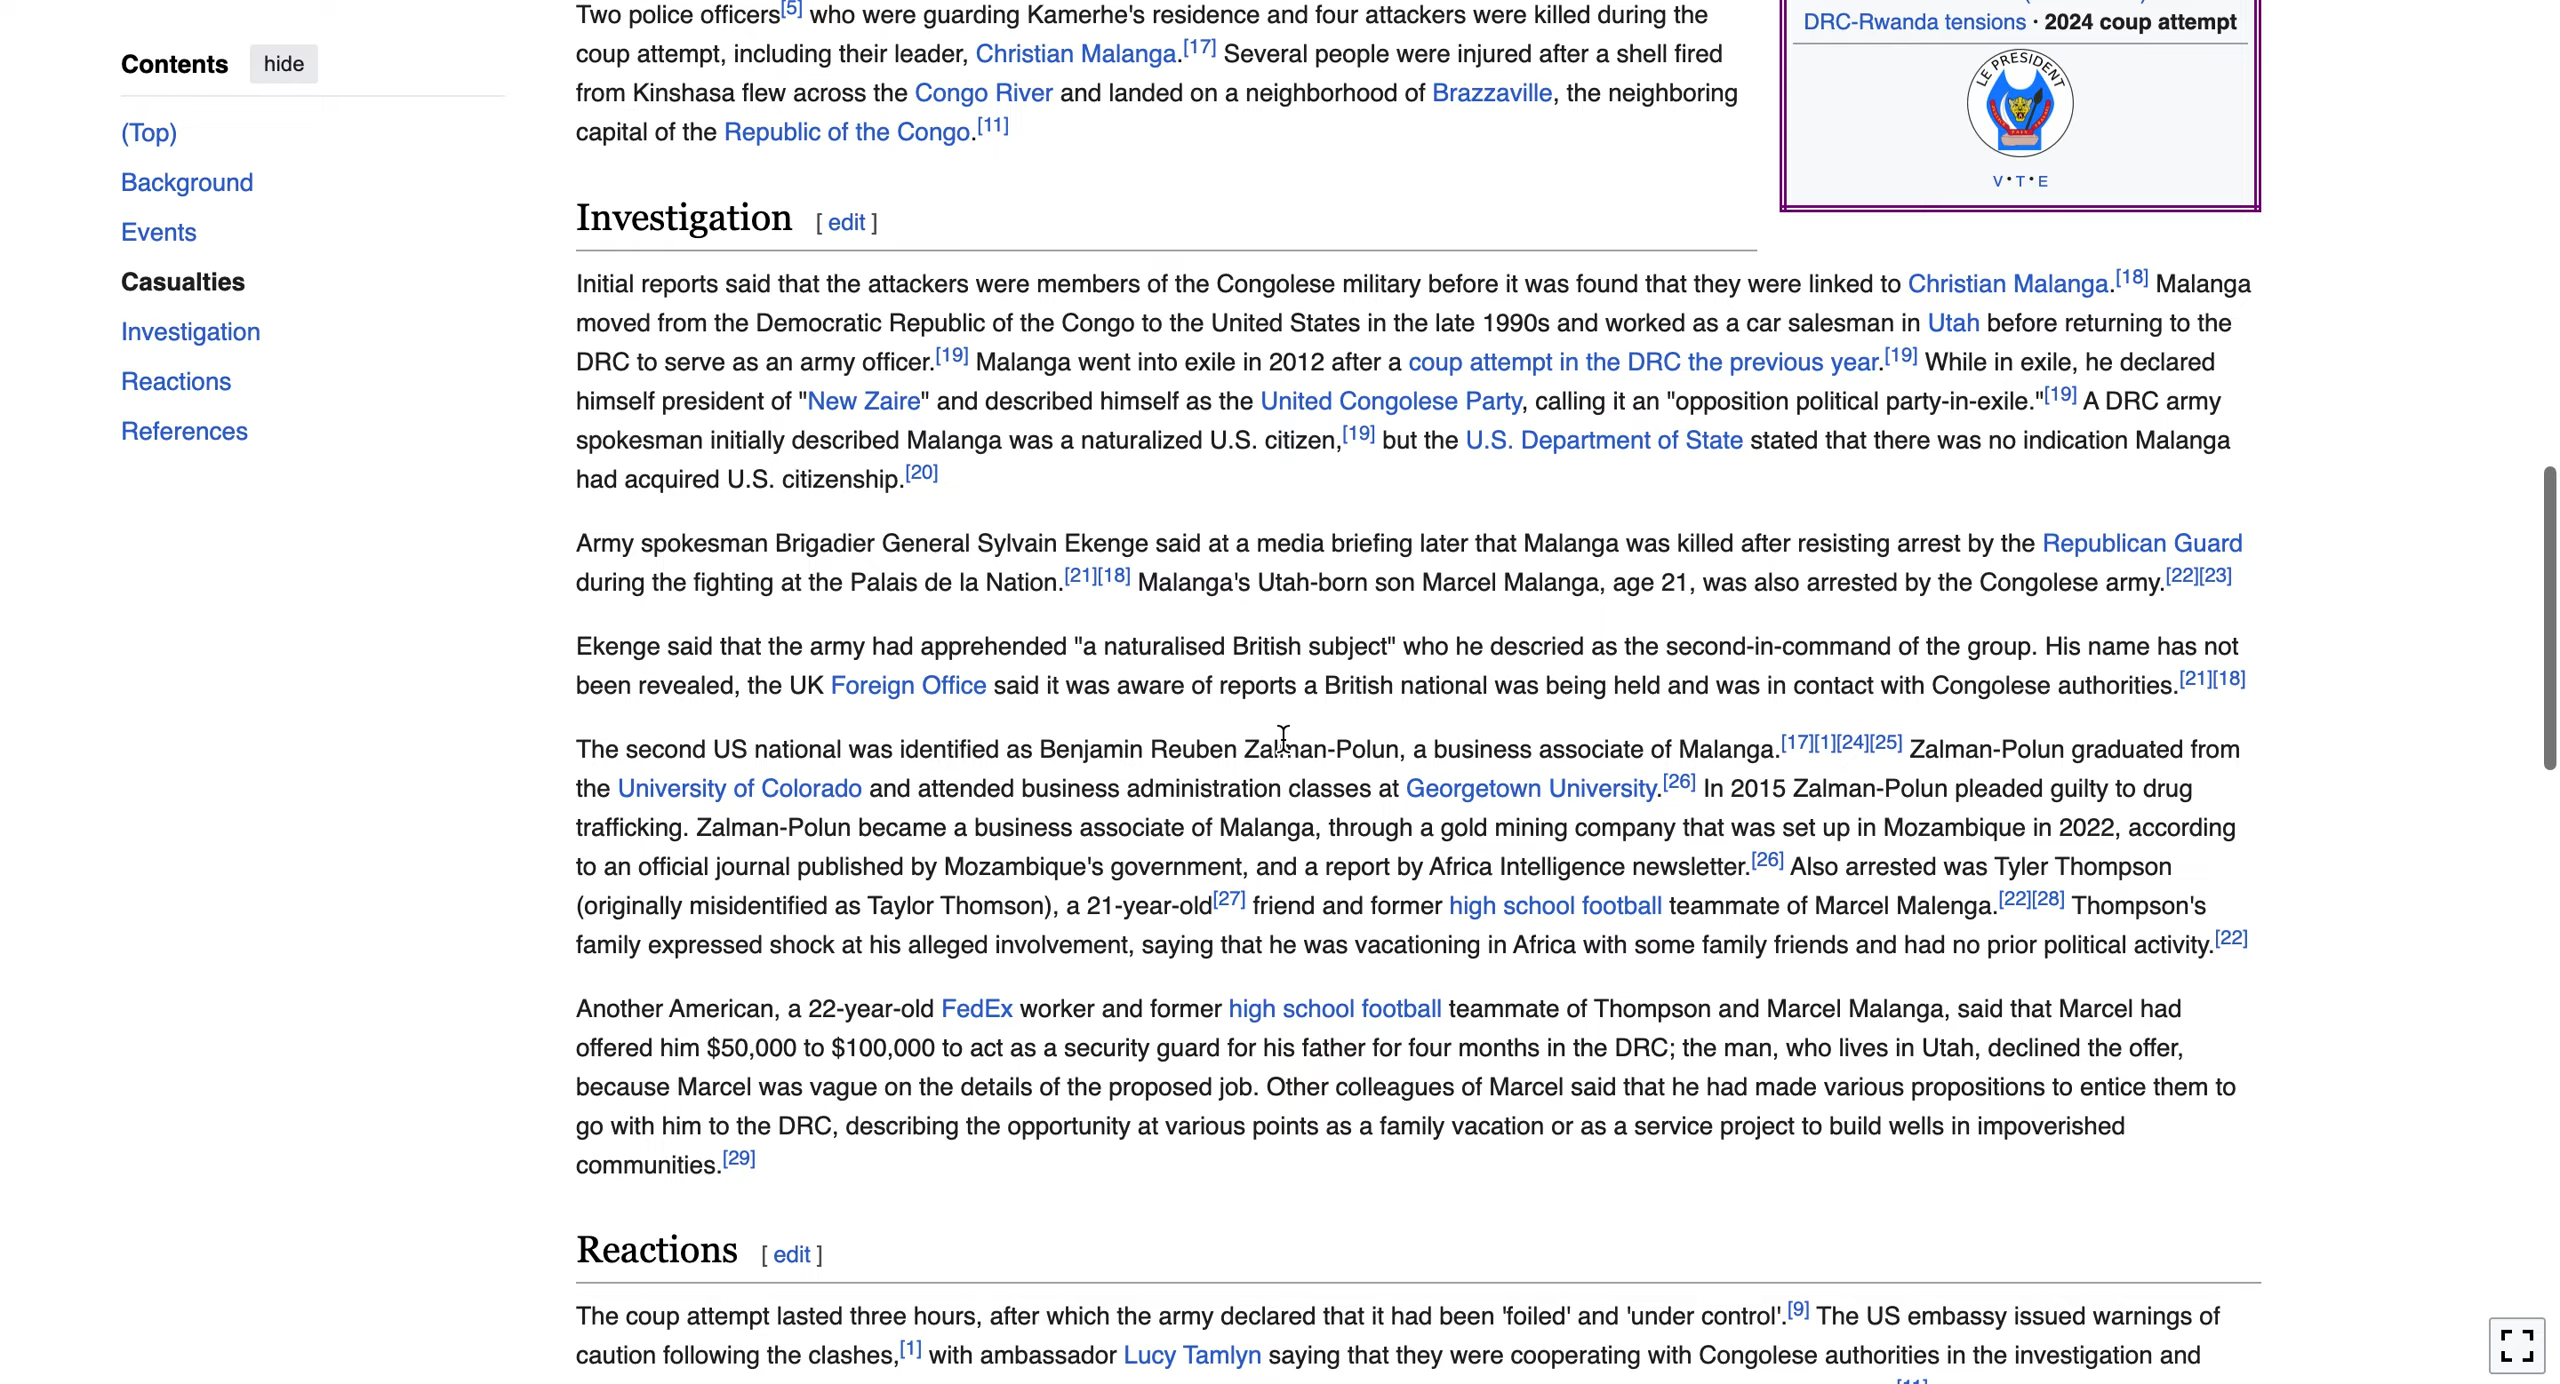 Contents hide
(Top)
Background
Events
Casualties
Investigation
Reactions
References
Two police officers[5] who were guarding Kamerhe's residence and four attackers were killed during the
coup attempt, including their leader, Christian Malanga.[17] Several people were injured after a shell fired
from Kinshasa flew across the Congo River and landed on a neighborhood of Brazzaville, the neighboring
capital of the Republic of the Congo.[11]
DRC-Rwanda tensions · 2024 coup attempt
LE PRESIDENT
V·T·E
Investigation [ edit ]
Initial reports said that the attackers were members of the Congolese military before it was found that they were linked to Christian Malanga.[18] Malanga
moved from the Democratic Republic of the Congo to the United States in the late 1990s and worked as a car salesman in Utah before returning to the
DRC to serve as an army officer.[19] Malanga went into exile in 2012 after a coup attempt in the DRC the previous year.[19] While in exile, he declared
himself president of "New Zaire" and described himself as the United Congolese Party, calling it an "opposition political party-in-exile."[19] A DRC army
spokesman initially described Malanga was a naturalized U.S. citizen,[19] but the U.S. Department of State stated that there was no indication Malanga
had acquired U.S. citizenship.[20]
Army spokesman Brigadier General Sylvain Ekenge said at a media briefing later that Malanga was killed after resisting arrest by the Republican Guard
during the fighting at the Palais de la Nation.[21][18] Malanga's Utah-born son Marcel Malanga, age 21, was also arrested by the Congolese army.[22][23]
Ekenge said that the army had apprehended "a naturalised British subject" who he descried as the second-in-command of the group. His name has not
been revealed, the UK Foreign Office said it was aware of reports a British national was being held and was in contact with Congolese authorities.[21][18]
The second US national was identified as Benjamin Reuben Zalman-Polun, a business associate of Malanga.[17][1][24][25] Zalman-Polun graduated from
the University of Colorado and attended business administration classes at Georgetown University.[26] In 2015 Zalman-Polun pleaded guilty to drug
trafficking. Zalman-Polun became a business associate of Malanga, through a gold mining company that was set up in Mozambique in 2022, according
to an official journal published by Mozambique's government, and a report by Africa Intelligence newsletter.[26] Also arrested was Tyler Thompson
(originally misidentified as Taylor Thomson), a 21-year-old[27] friend and former high school football teammate of Marcel Malenga.[22][28] Thompson's
family expressed shock at his alleged involvement, saying that he was vacationing in Africa with some family friends and had no prior political activity.[22]
Another American, a 22-year-old FedEx worker and former high school football teammate of Thompson and Marcel Malanga, said that Marcel had
offered him $50,000 to $100,000 to act as a security guard for his father for four months in the DRC; the man, who lives in Utah, declined the offer,
because Marcel was vague on the details of the proposed job. Other colleagues of Marcel said that he had made various propositions to entice them to
go with him to the DRC, describing the opportunity at various points as a family vacation or as a service project to build wells in impoverished
communities.[29]
Reactions [ edit ]
The coup attempt lasted three hours, after which the army declared that it had been 'foiled' and 'under control'.[9] The US embassy issued warnings of
caution following the clashes,[1] with ambassador Lucy Tamlyn saying that they were cooperating with Congolese authorities in the investigation and